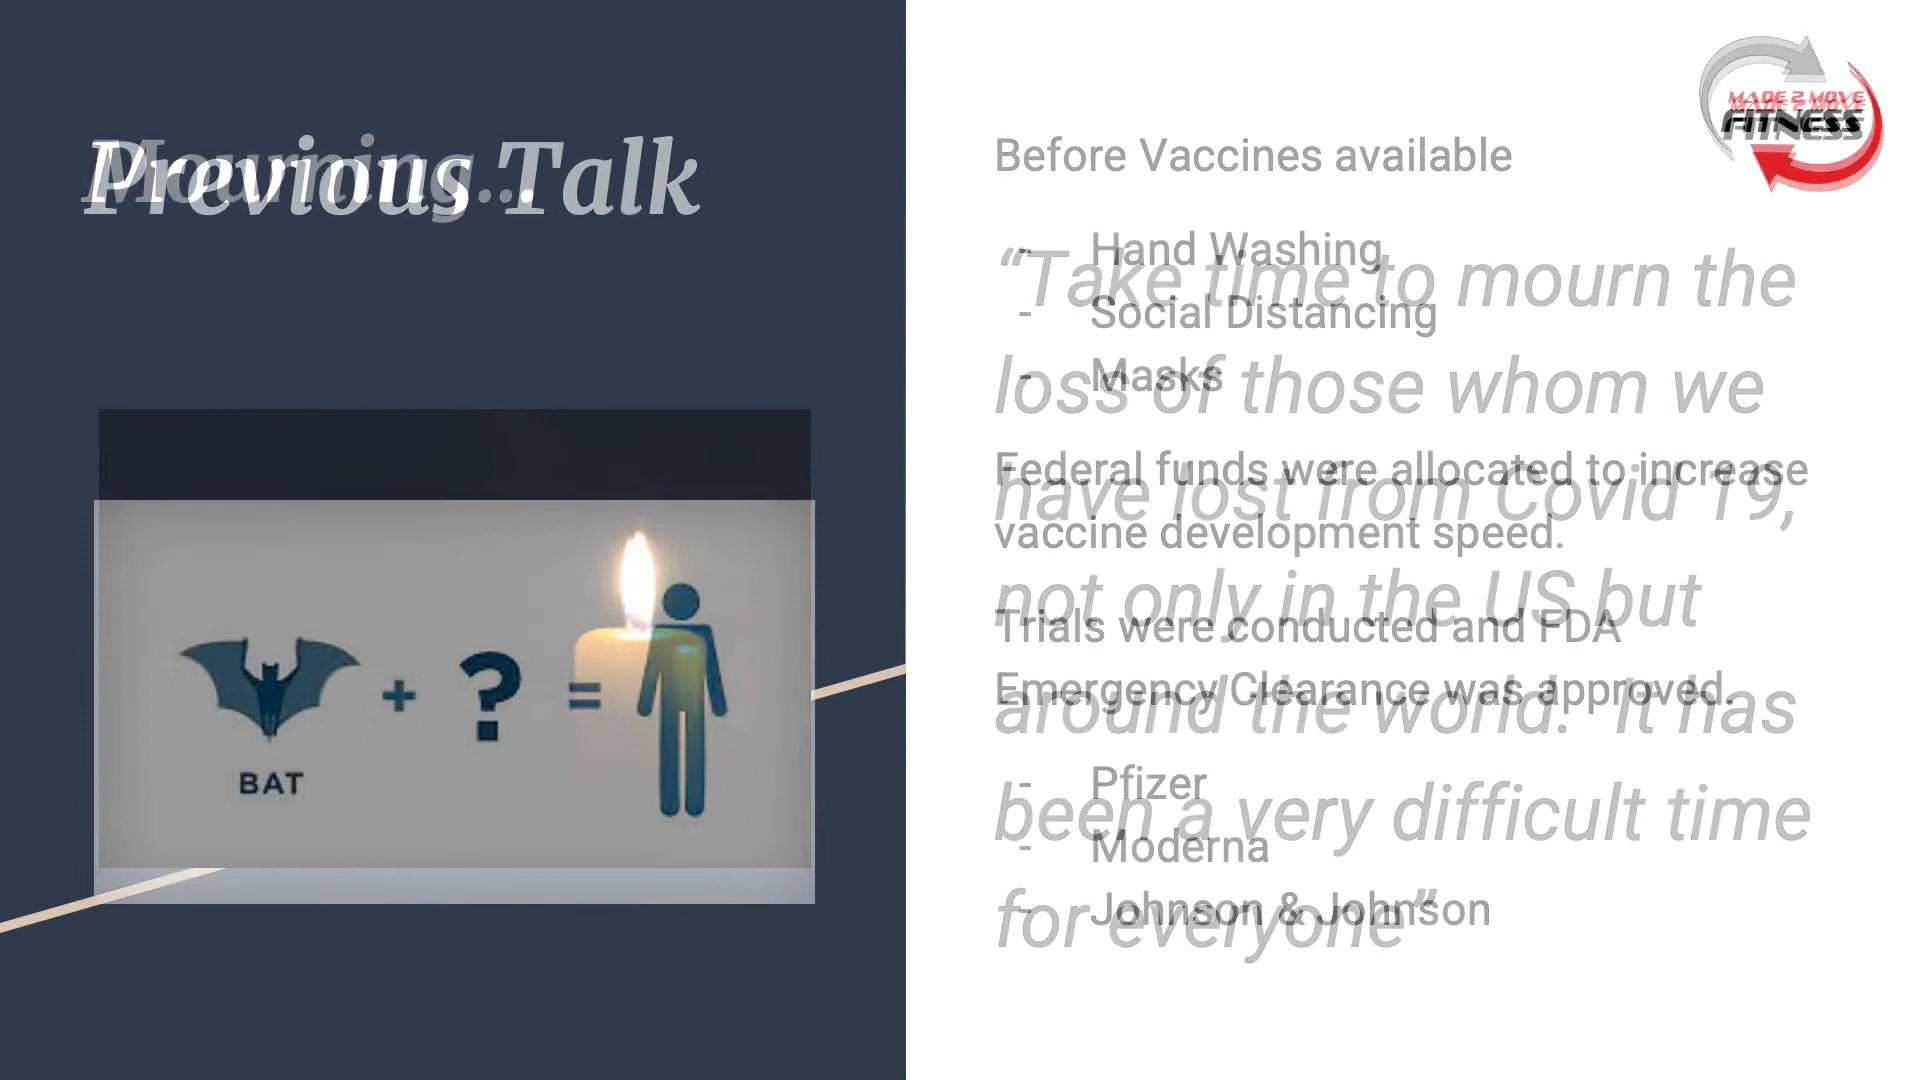 Previous Talk
Mourning...
BAT
+ ? =
MADE 2 MOVE
FITNESS
Before Vaccines available
- Hand Washing
- Social Distancing
- Masks
Federal funds were allocated to increase
vaccine development speed.
Trials were conducted and FDA
Emergency Clearance was approved.
- Pfizer
- Moderna
- Johnson & Johnson
“Take time to mourn the
loss of those whom we
have lost from Covid 19,
not only in the US but
around the world. It has
been a very difficult time
for everyone”